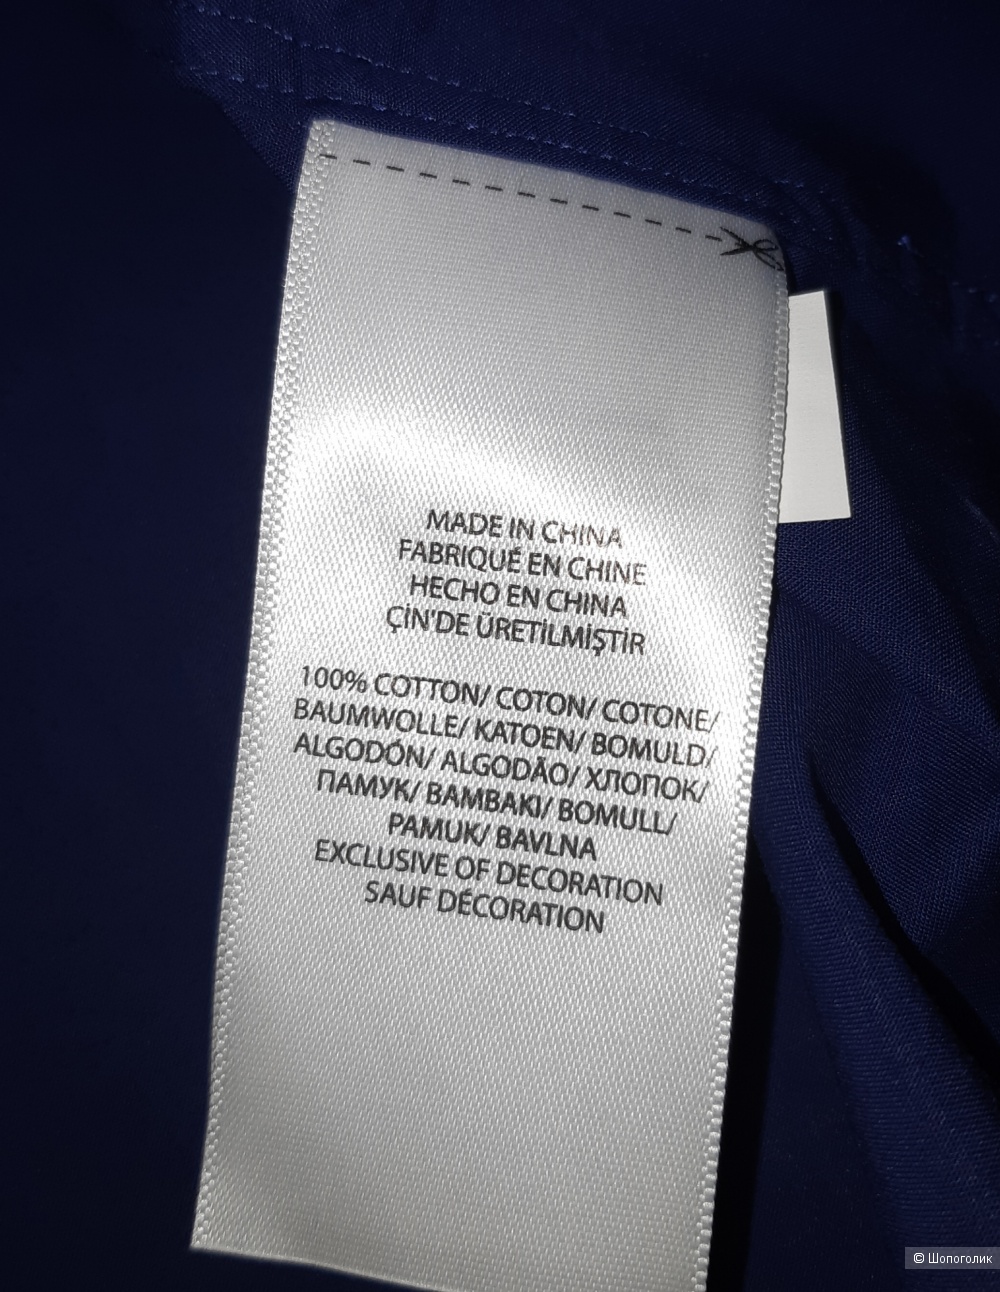 MADE IN CHINA
FABRIQUÉ EN CHINE
HECHO EN CHINA
ÇİN'DE ÜRETİLMİŞTİR
100% COTTON/ COTON/ COTONE/
BAUMWOLLE/ KATOEN/ BOMULD/
ALGODÓN/ ALGODÃO/ ХЛОПОК/
ПАМУК/ BAMBAKI/ BOMULL/
PAMUK/ BAVLNA
EXCLUSIVE OF DECORATION
SAUF DÉCORATION
© Шопоголик